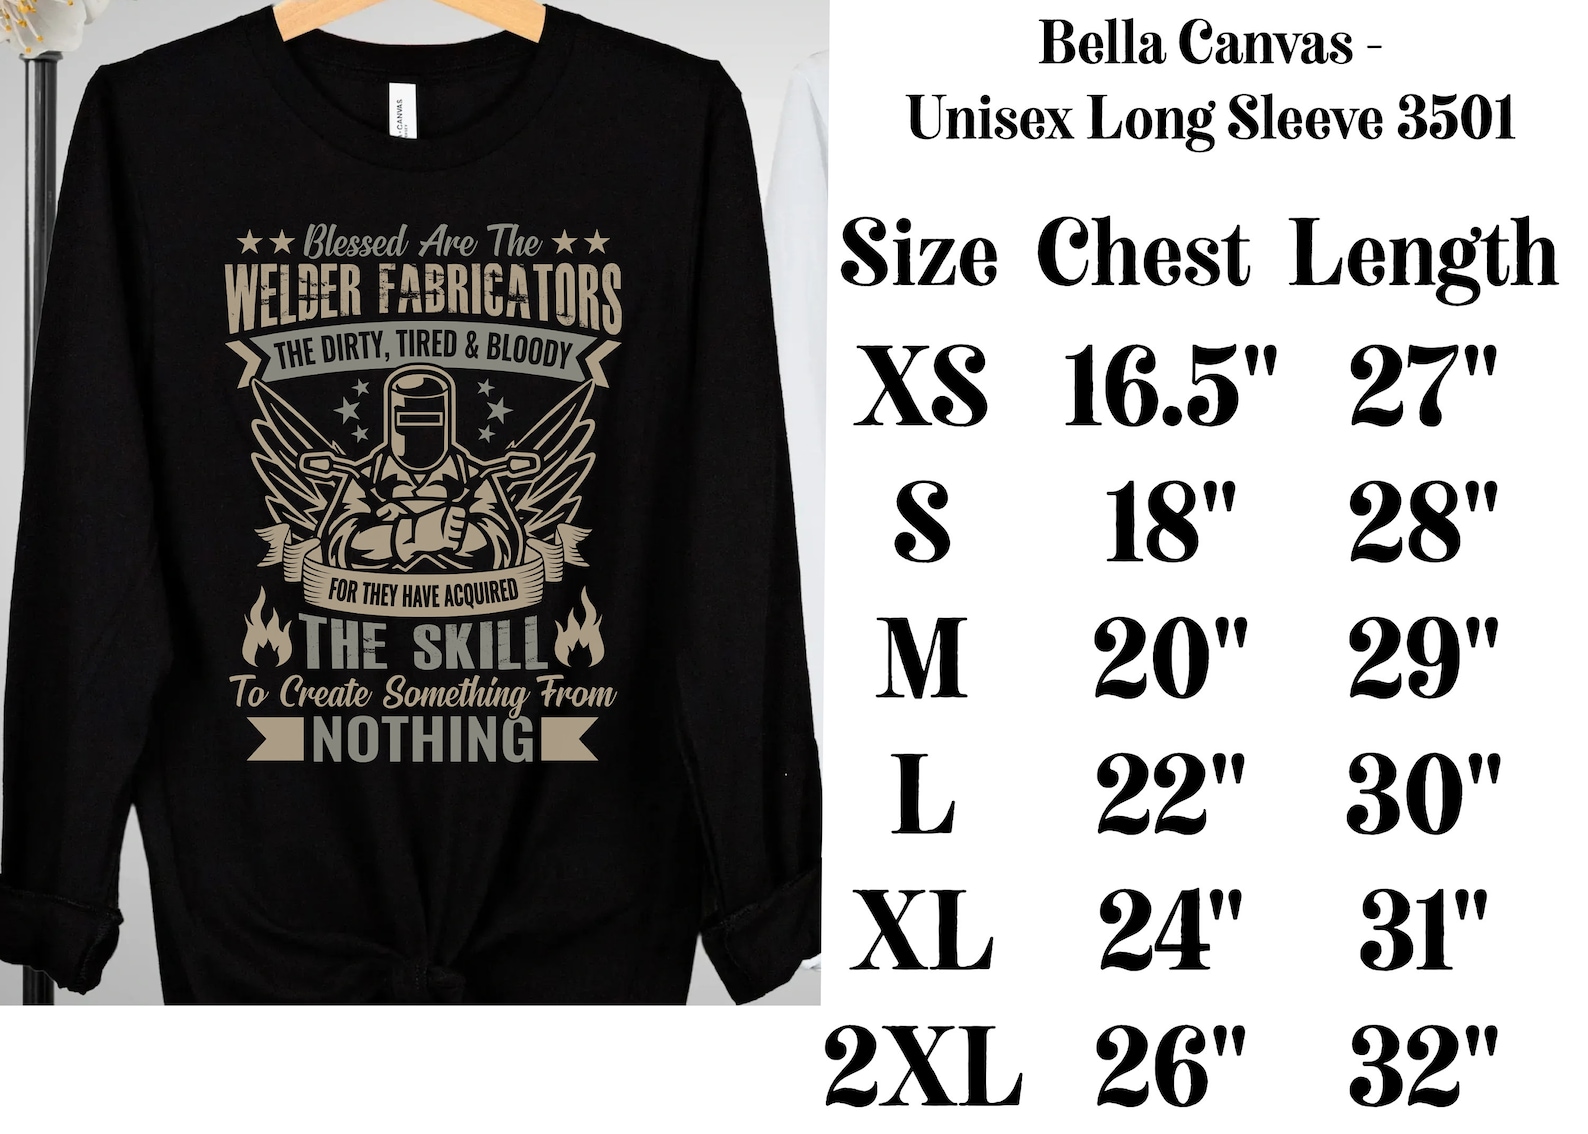 CANVAS
Blessed Are The
WELDER FABRICATORS
THE DIRTY, TIRED & BLOODY
FOR THEY HAVE ACQUIRED
THE SKILL
To Create Something From
NOTHING
Bella Canvas -
Unisex Long Sleeve 3501
Size Chest Length
XS 16.5" 27"
S 18" 28"
M 20" 29"
L 22" 30"
XL 24" 31"
2XL 26" 32"